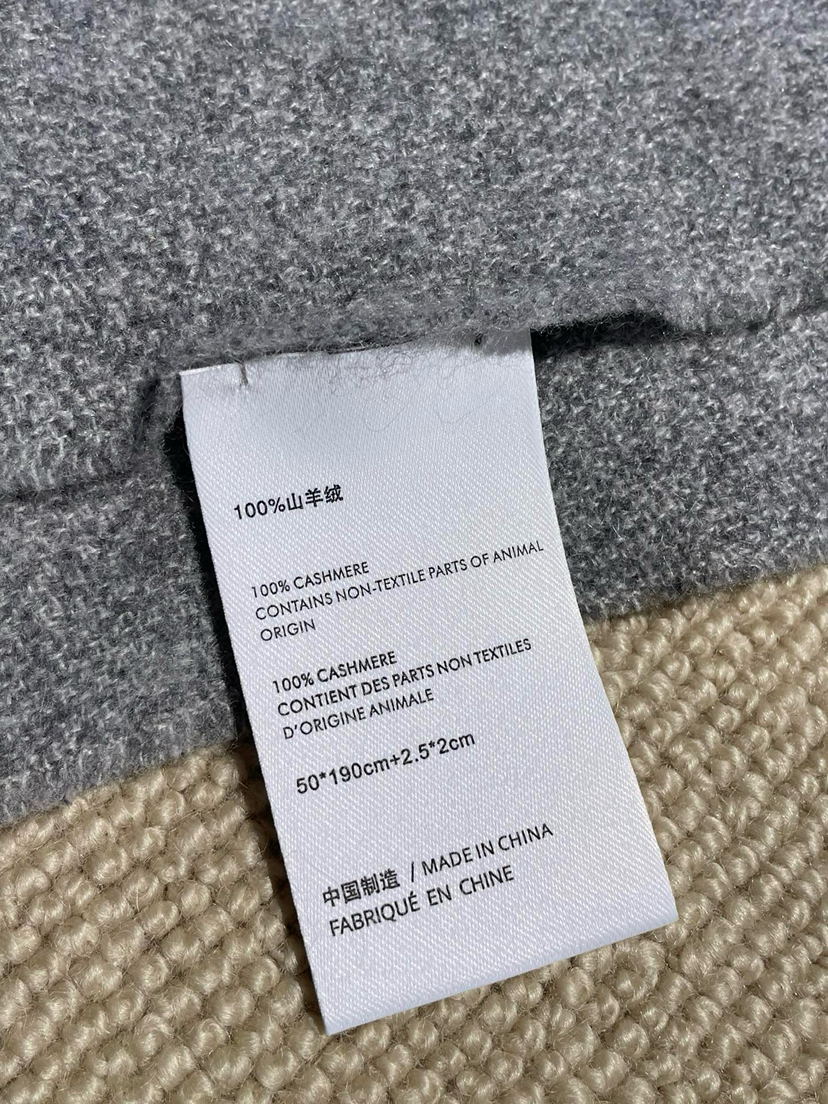 100%山羊绒
100% CASHMERE
CONTAINS NON-TEXTILE PARTS OF ANIMAL
ORIGIN
100% CASHMERE
CONTIENT DES PARTS NON TEXTILES
D'ORIGINE ANIMALE
50*190cm+2.5*2cm
中国制造 / MADE IN CHINA
FABRIQUÉ EN CHINE